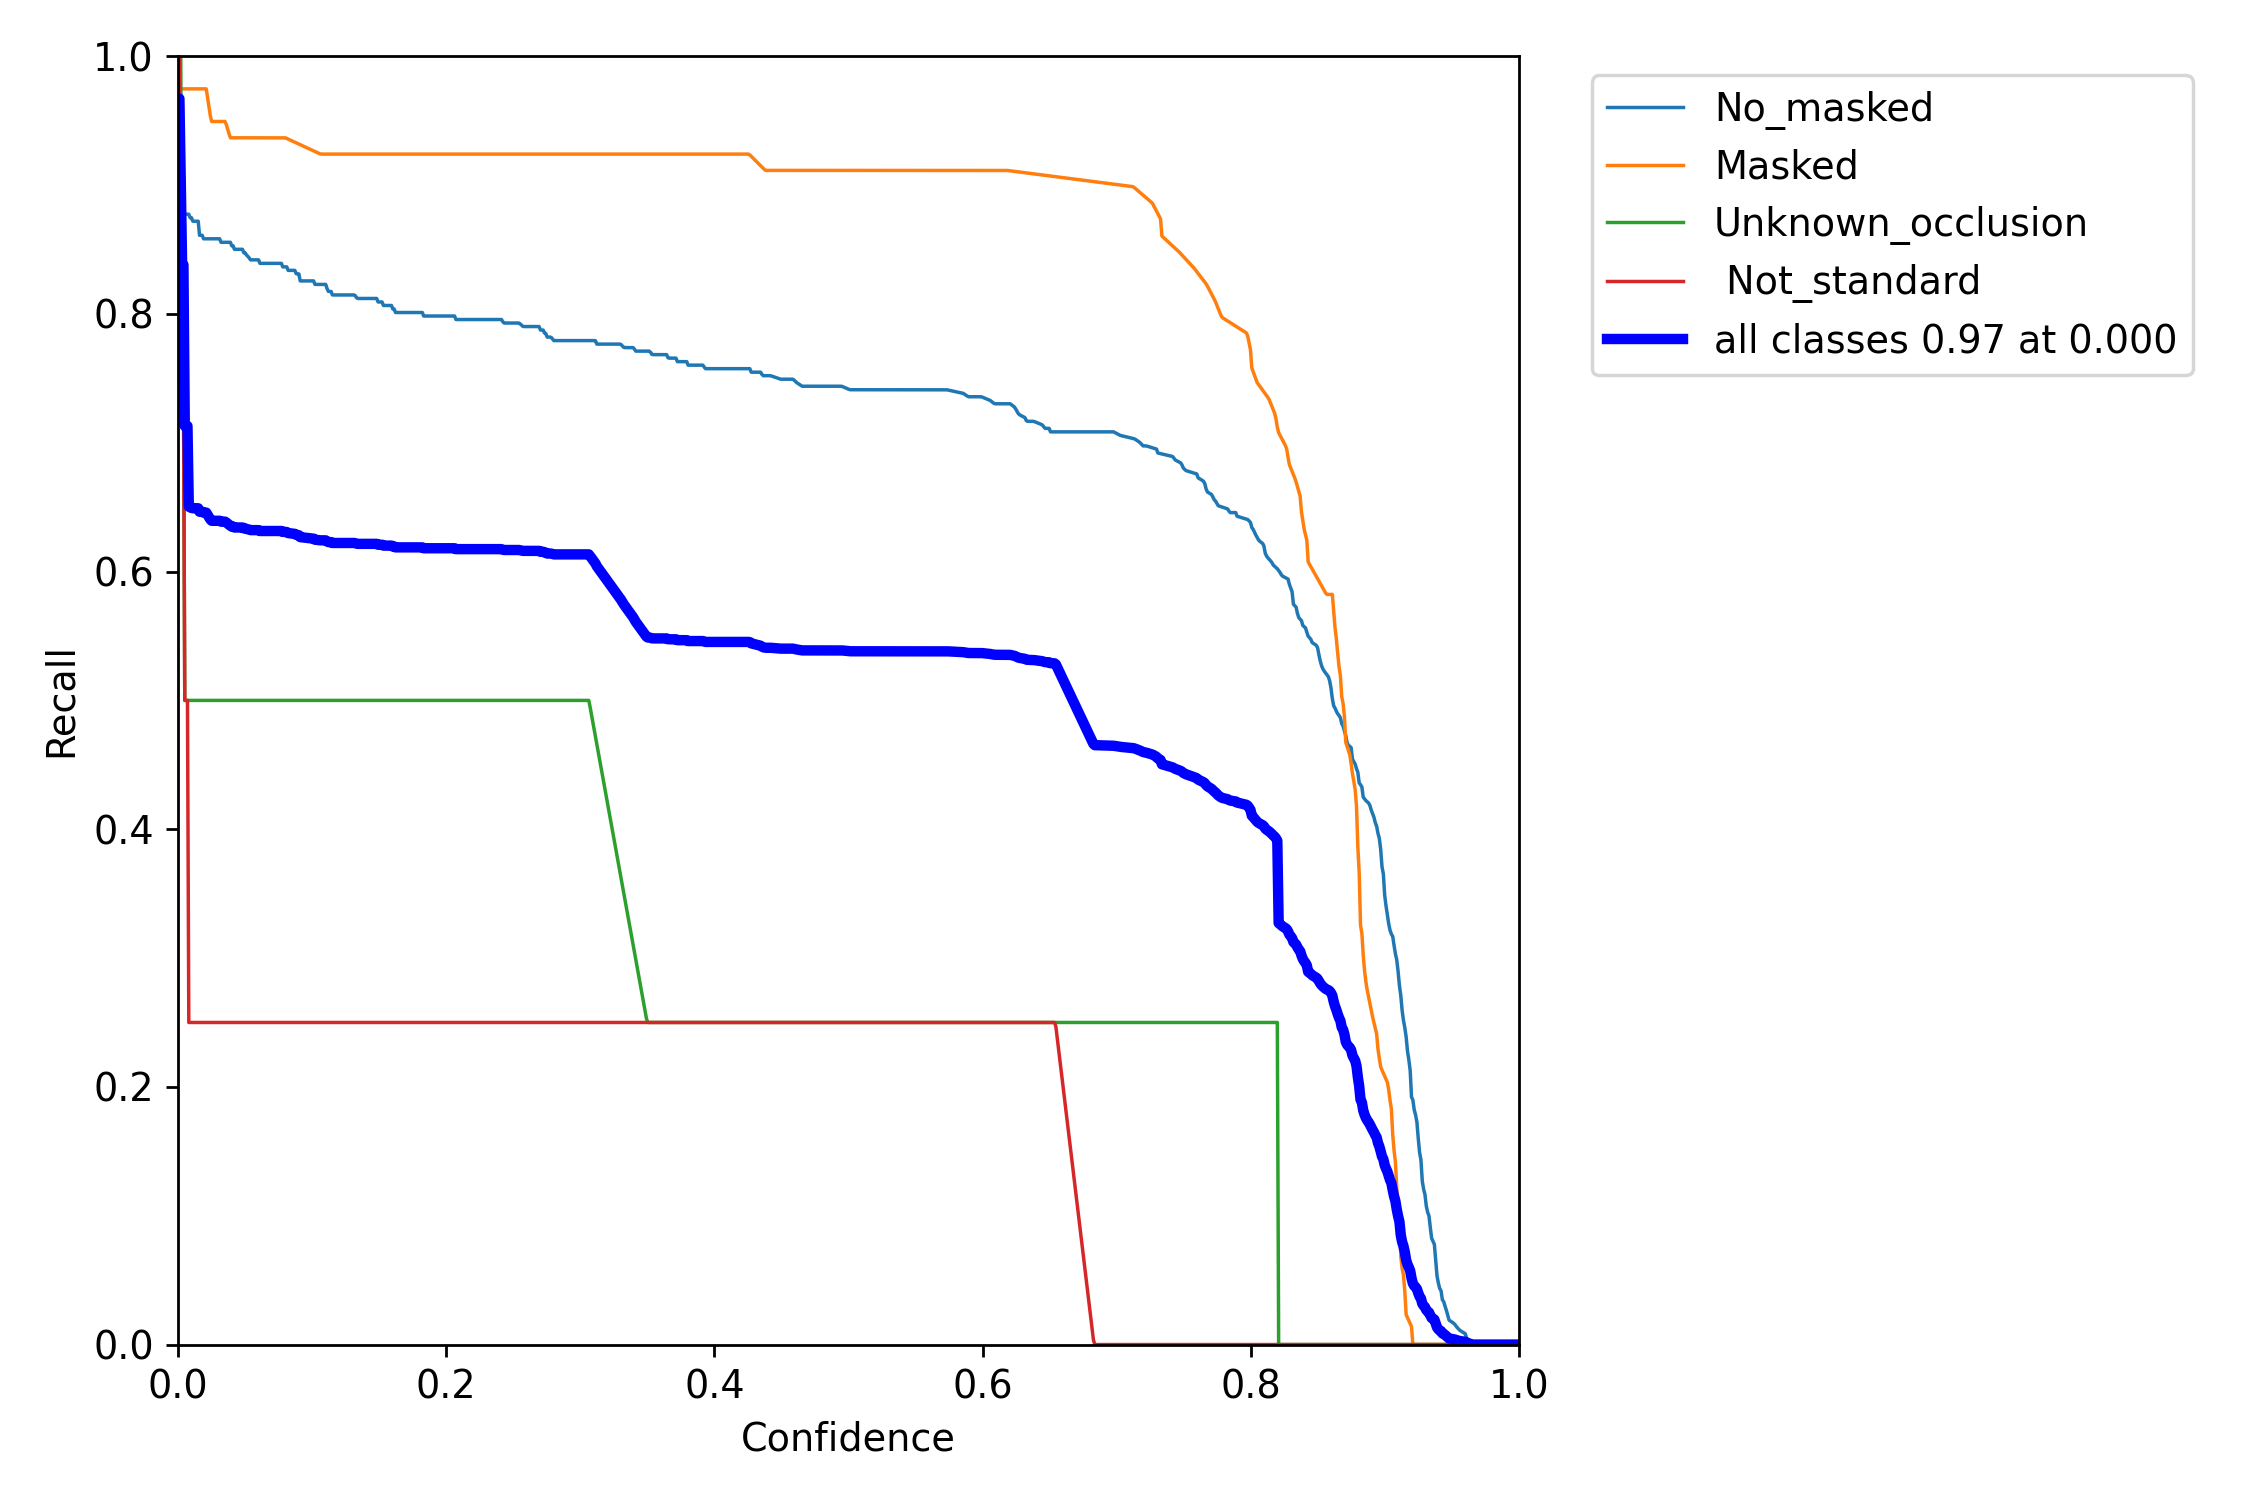 1.0
0.8
0.6
0.4
0.2
0.0
Recall
0.0 0.2 0.4 0.6 0.8 1.0
Confidence
No_masked
Masked
Unknown_occlusion
Not_standard
all classes 0.97 at 0.000